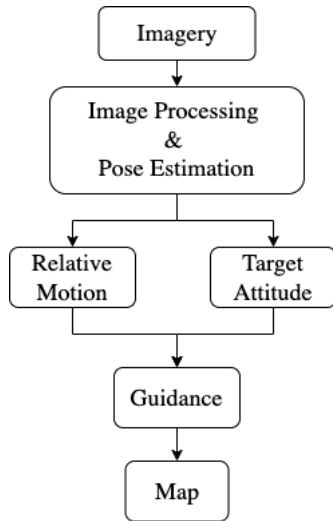 Imagery
Image Processing
&
Pose Estimation
Relative
Motion
Target
Attitude
Guidance
Map